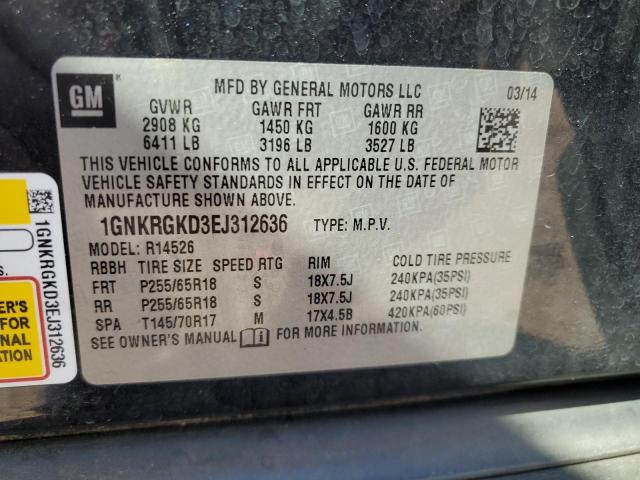 GM
MFD BY GENERAL MOTORS LLC 03/14
GVWR GAWR FRT GAWR RR
2908 KG 1450 KG 1600 KG
6411 LB 3196 LB 3527 LB
THIS VEHICLE CONFORMS TO ALL APPLICABLE U.S. FEDERAL MOTOR
VEHICLE SAFETY STANDARDS IN EFFECT ON THE DATE OF
MANUFACTURE SHOWN ABOVE.
1GNKRGKD3EJ312636 TYPE: M.P.V.
MODEL: R14526
RBBH TIRE SIZE SPEED RTG RIM COLD TIRE PRESSURE
FRT P255/65R18 S 18X7.5J 240KPA(35PSI)
RR P255/65R18 S 18X7.5J 240KPA(35PSI)
SPA T145/70R17 M 17X4.5B 420KPA(60PSI)
SEE OWNER'S MANUAL FOR MORE INFORMATION.
1GNKRGKD3EJ312636
s.
ER'S
FOR
NAL
TION